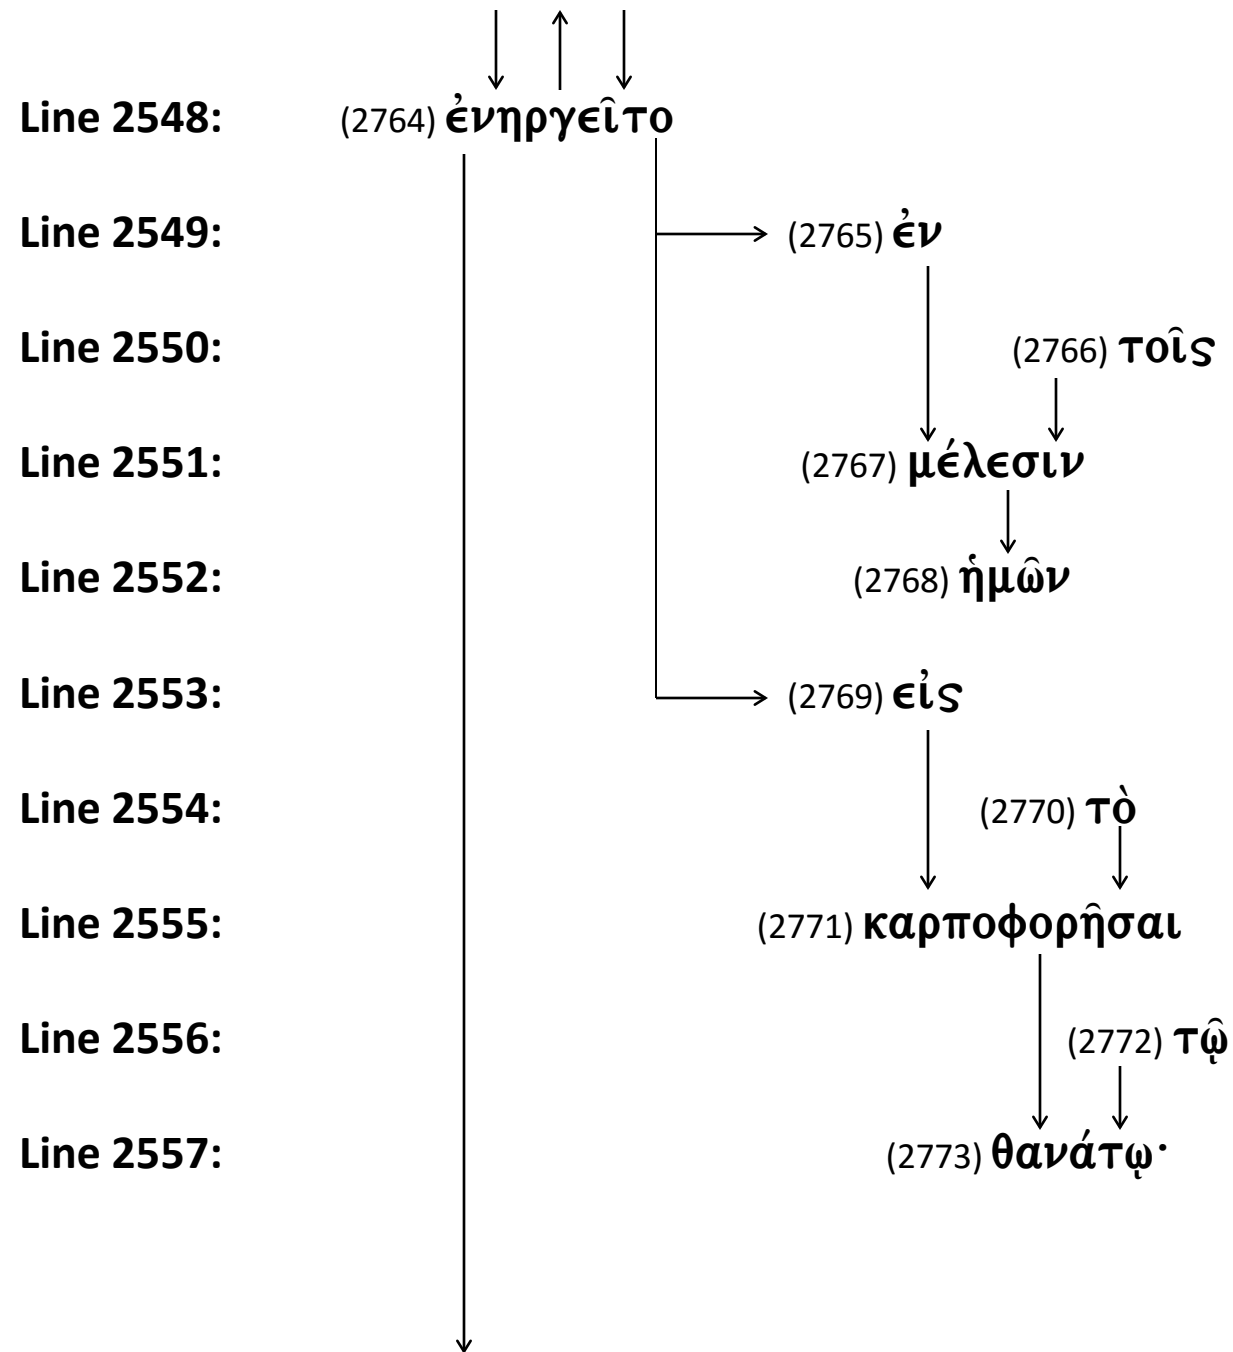 Line 2548: (2764) ἐνηργεῖτο
Line 2549: (2765) ἐν
Line 2550: (2766) τοῖς
Line 2551: (2767) μέλεσιν
Line 2552: (2768) ἡμῶν
Line 2553: (2769) εἰς
Line 2554: (2770) τὸ
Line 2555: (2771) καρποφορῆσαι
Line 2556: (2772) τῷ
Line 2557: (2773) θανάτῳ·